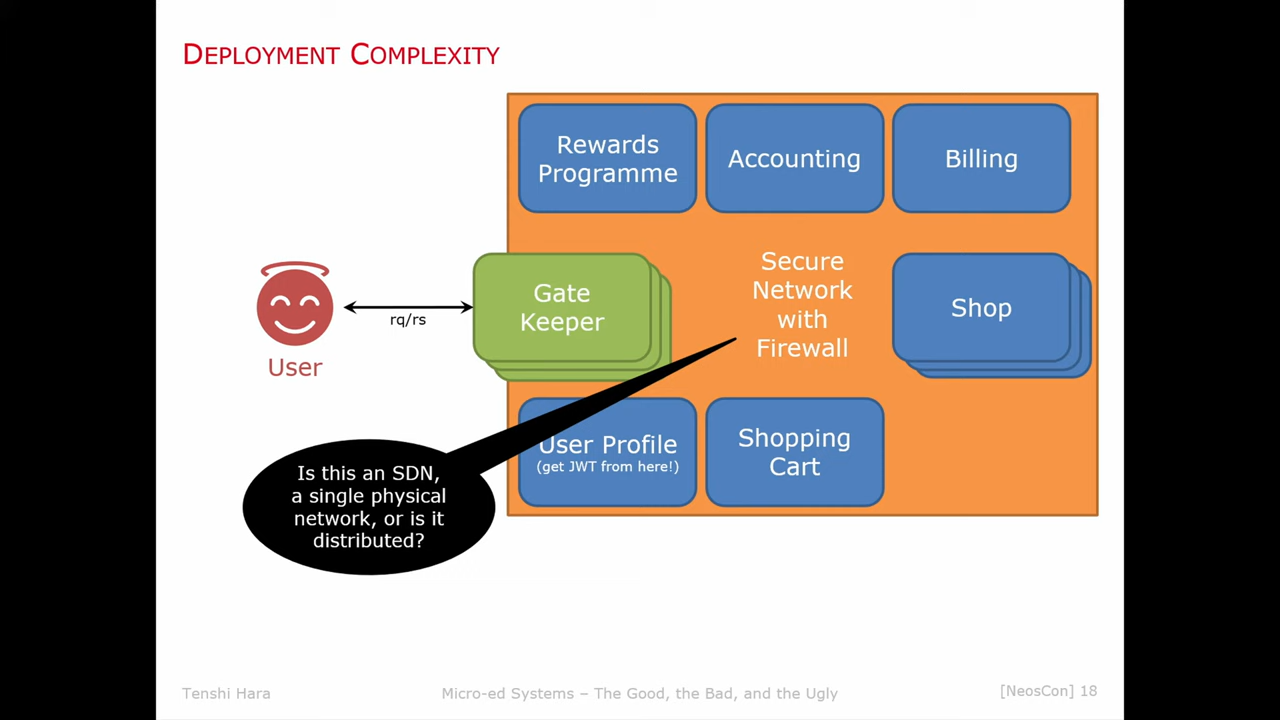 DEPLOYMENT COMPLEXITY
Rewards
Programme
Accounting
Billing
Gate
Keeper
Secure
Network
with
Firewall
Shop
rq/rs
User
User Profile
(get JWT from here!)
Shopping
Cart
Is this an SDN,
a single physical
network, or is it
distributed?
Tenshi Hara
Micro-ed Systems – The Good, the Bad, and the Ugly
[NeosCon] 18